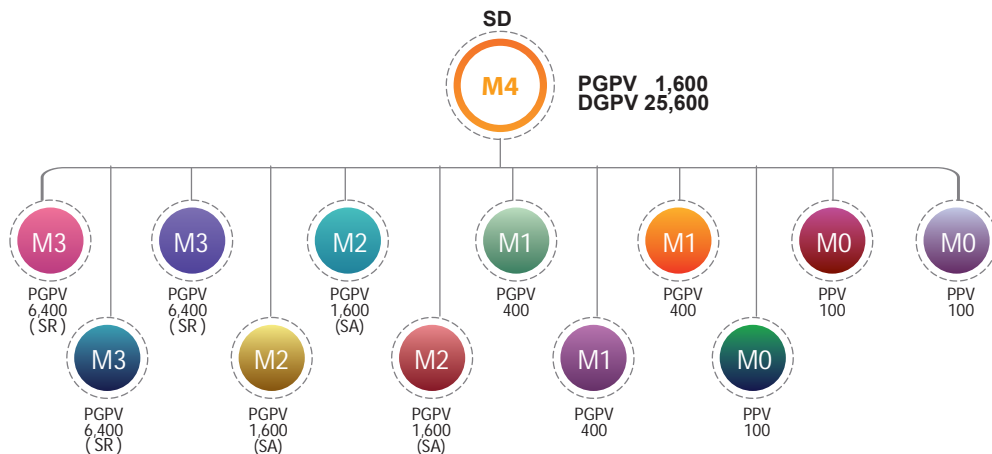 SD
M4
PGPV 1,600
DGPV 25,600
M3
M3
M2
M1
M1
M0
M0
PGPV
6,400
( SR )
PGPV
6,400
( SR )
PGPV
1,600
(SA)
PGPV
400
PGPV
400
PPV
100
PPV
100
M3
M2
M2
M1
M0
PGPV
6,400
( SR )
PGPV
1,600
(SA)
PGPV
1,600
(SA)
PGPV
400
PPV
100